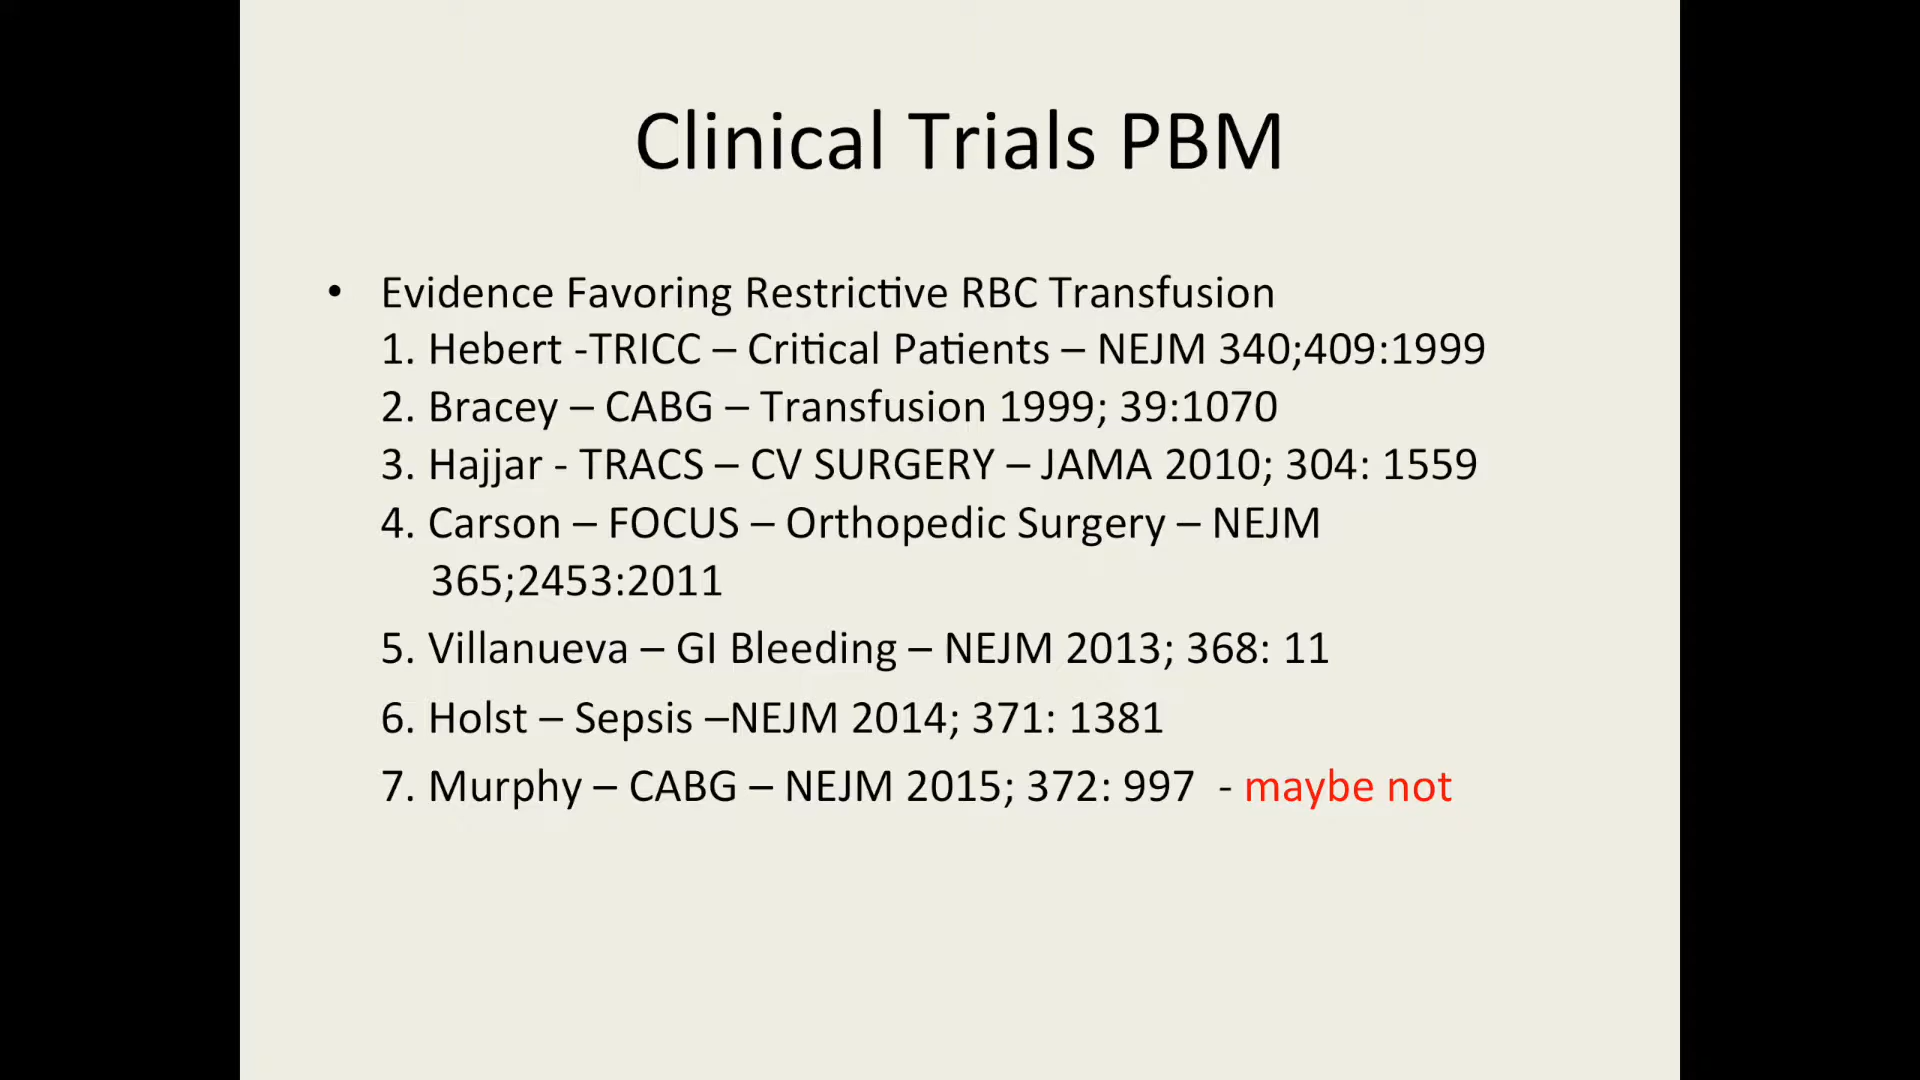 Clinical Trials PBM
• Evidence Favoring Restrictive RBC Transfusion
1. Hebert -TRICC – Critical Patients – NEJM 340;409:1999
2. Bracey – CABG – Transfusion 1999; 39:1070
3. Hajjar - TRACS – CV SURGERY – JAMA 2010; 304: 1559
4. Carson – FOCUS – Orthopedic Surgery – NEJM
365;2453:2011
5. Villanueva – GI Bleeding – NEJM 2013; 368: 11
6. Holst – Sepsis –NEJM 2014; 371: 1381
7. Murphy – CABG – NEJM 2015; 372: 997 - maybe not